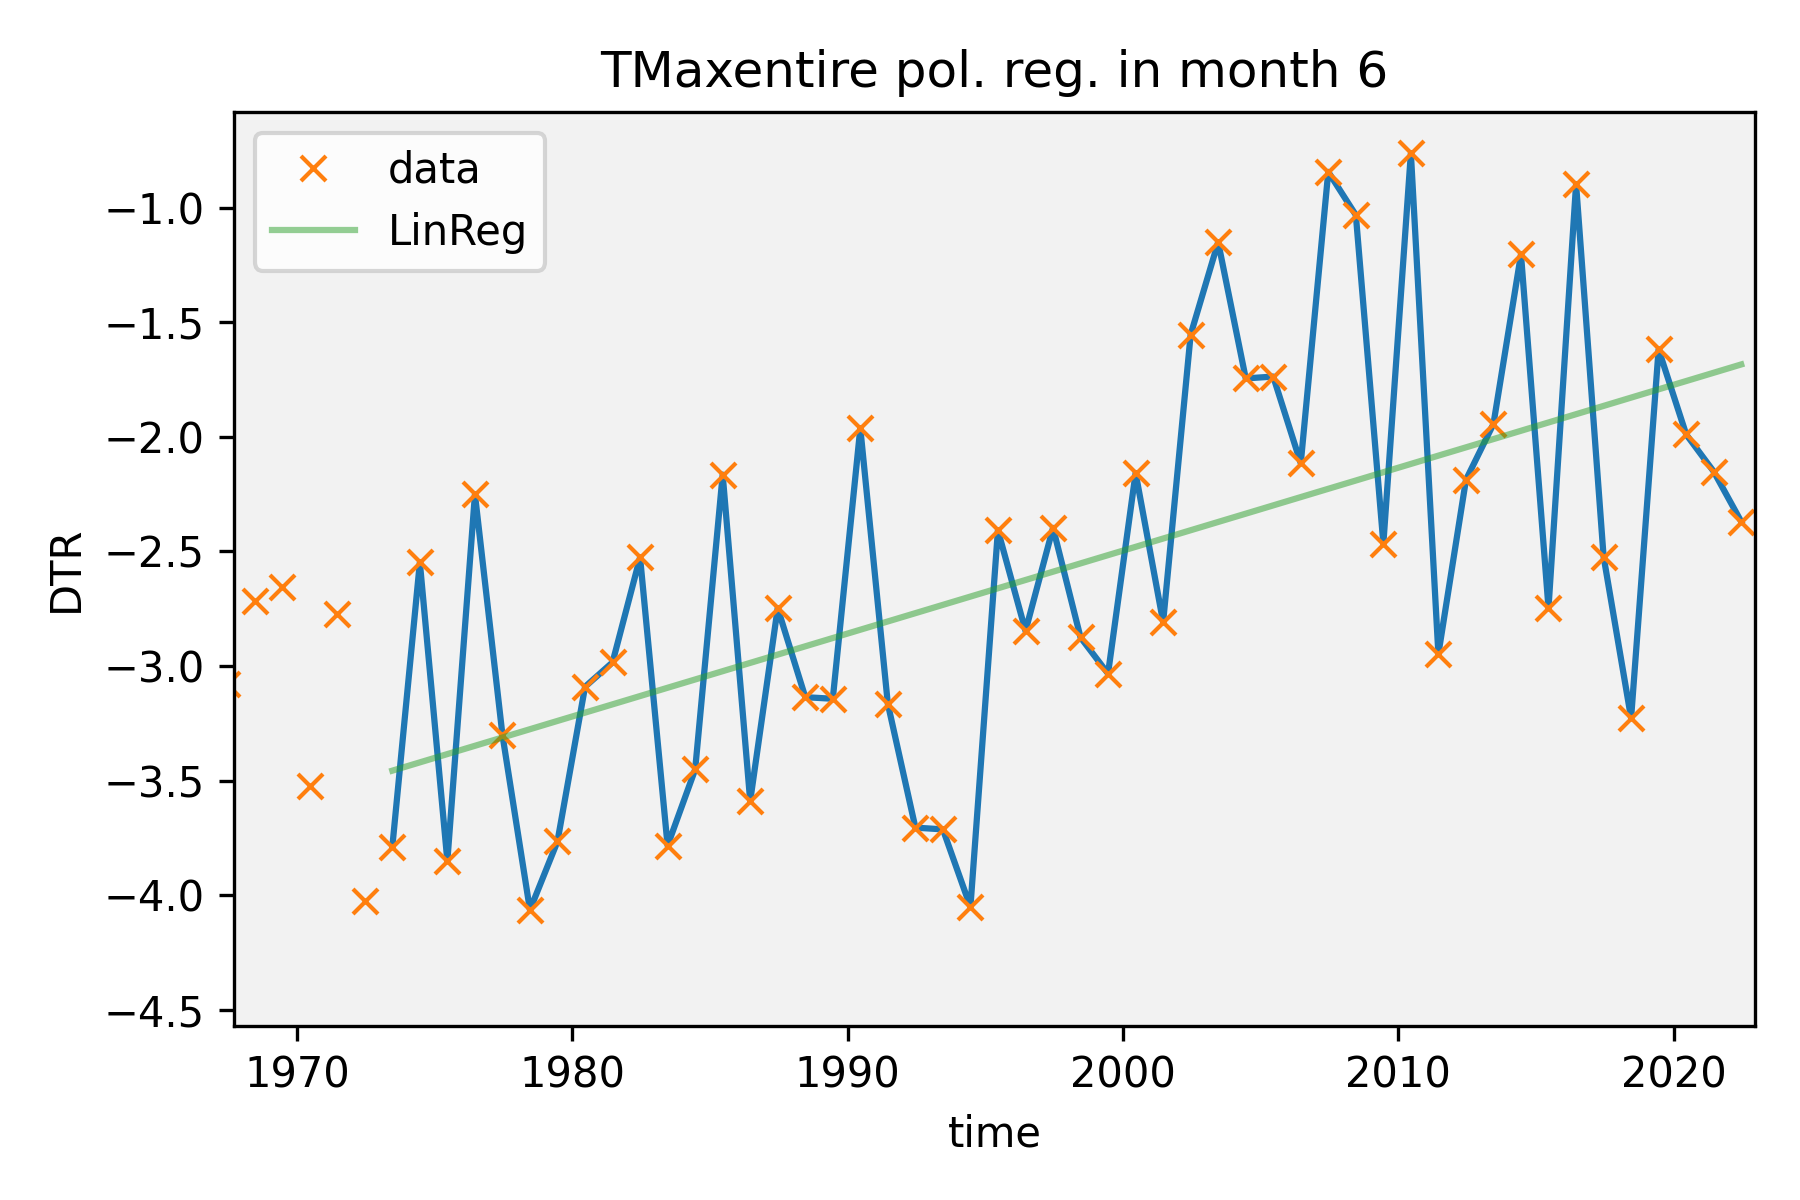 TMaxentire pol. reg. in month 6
data
LinReg
DTR
−1.0
−1.5
−2.0
−2.5
−3.0
−3.5
−4.0
−4.5
1970 1980 1990 2000 2010 2020
time